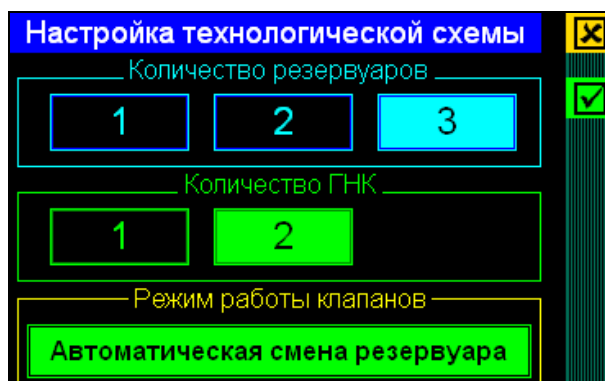 Настройка технологической схемы
Количество резервуаров
1 2 3
Количество ГНК
1 2
Режим работы клапанов
Автоматическая смена резервуара